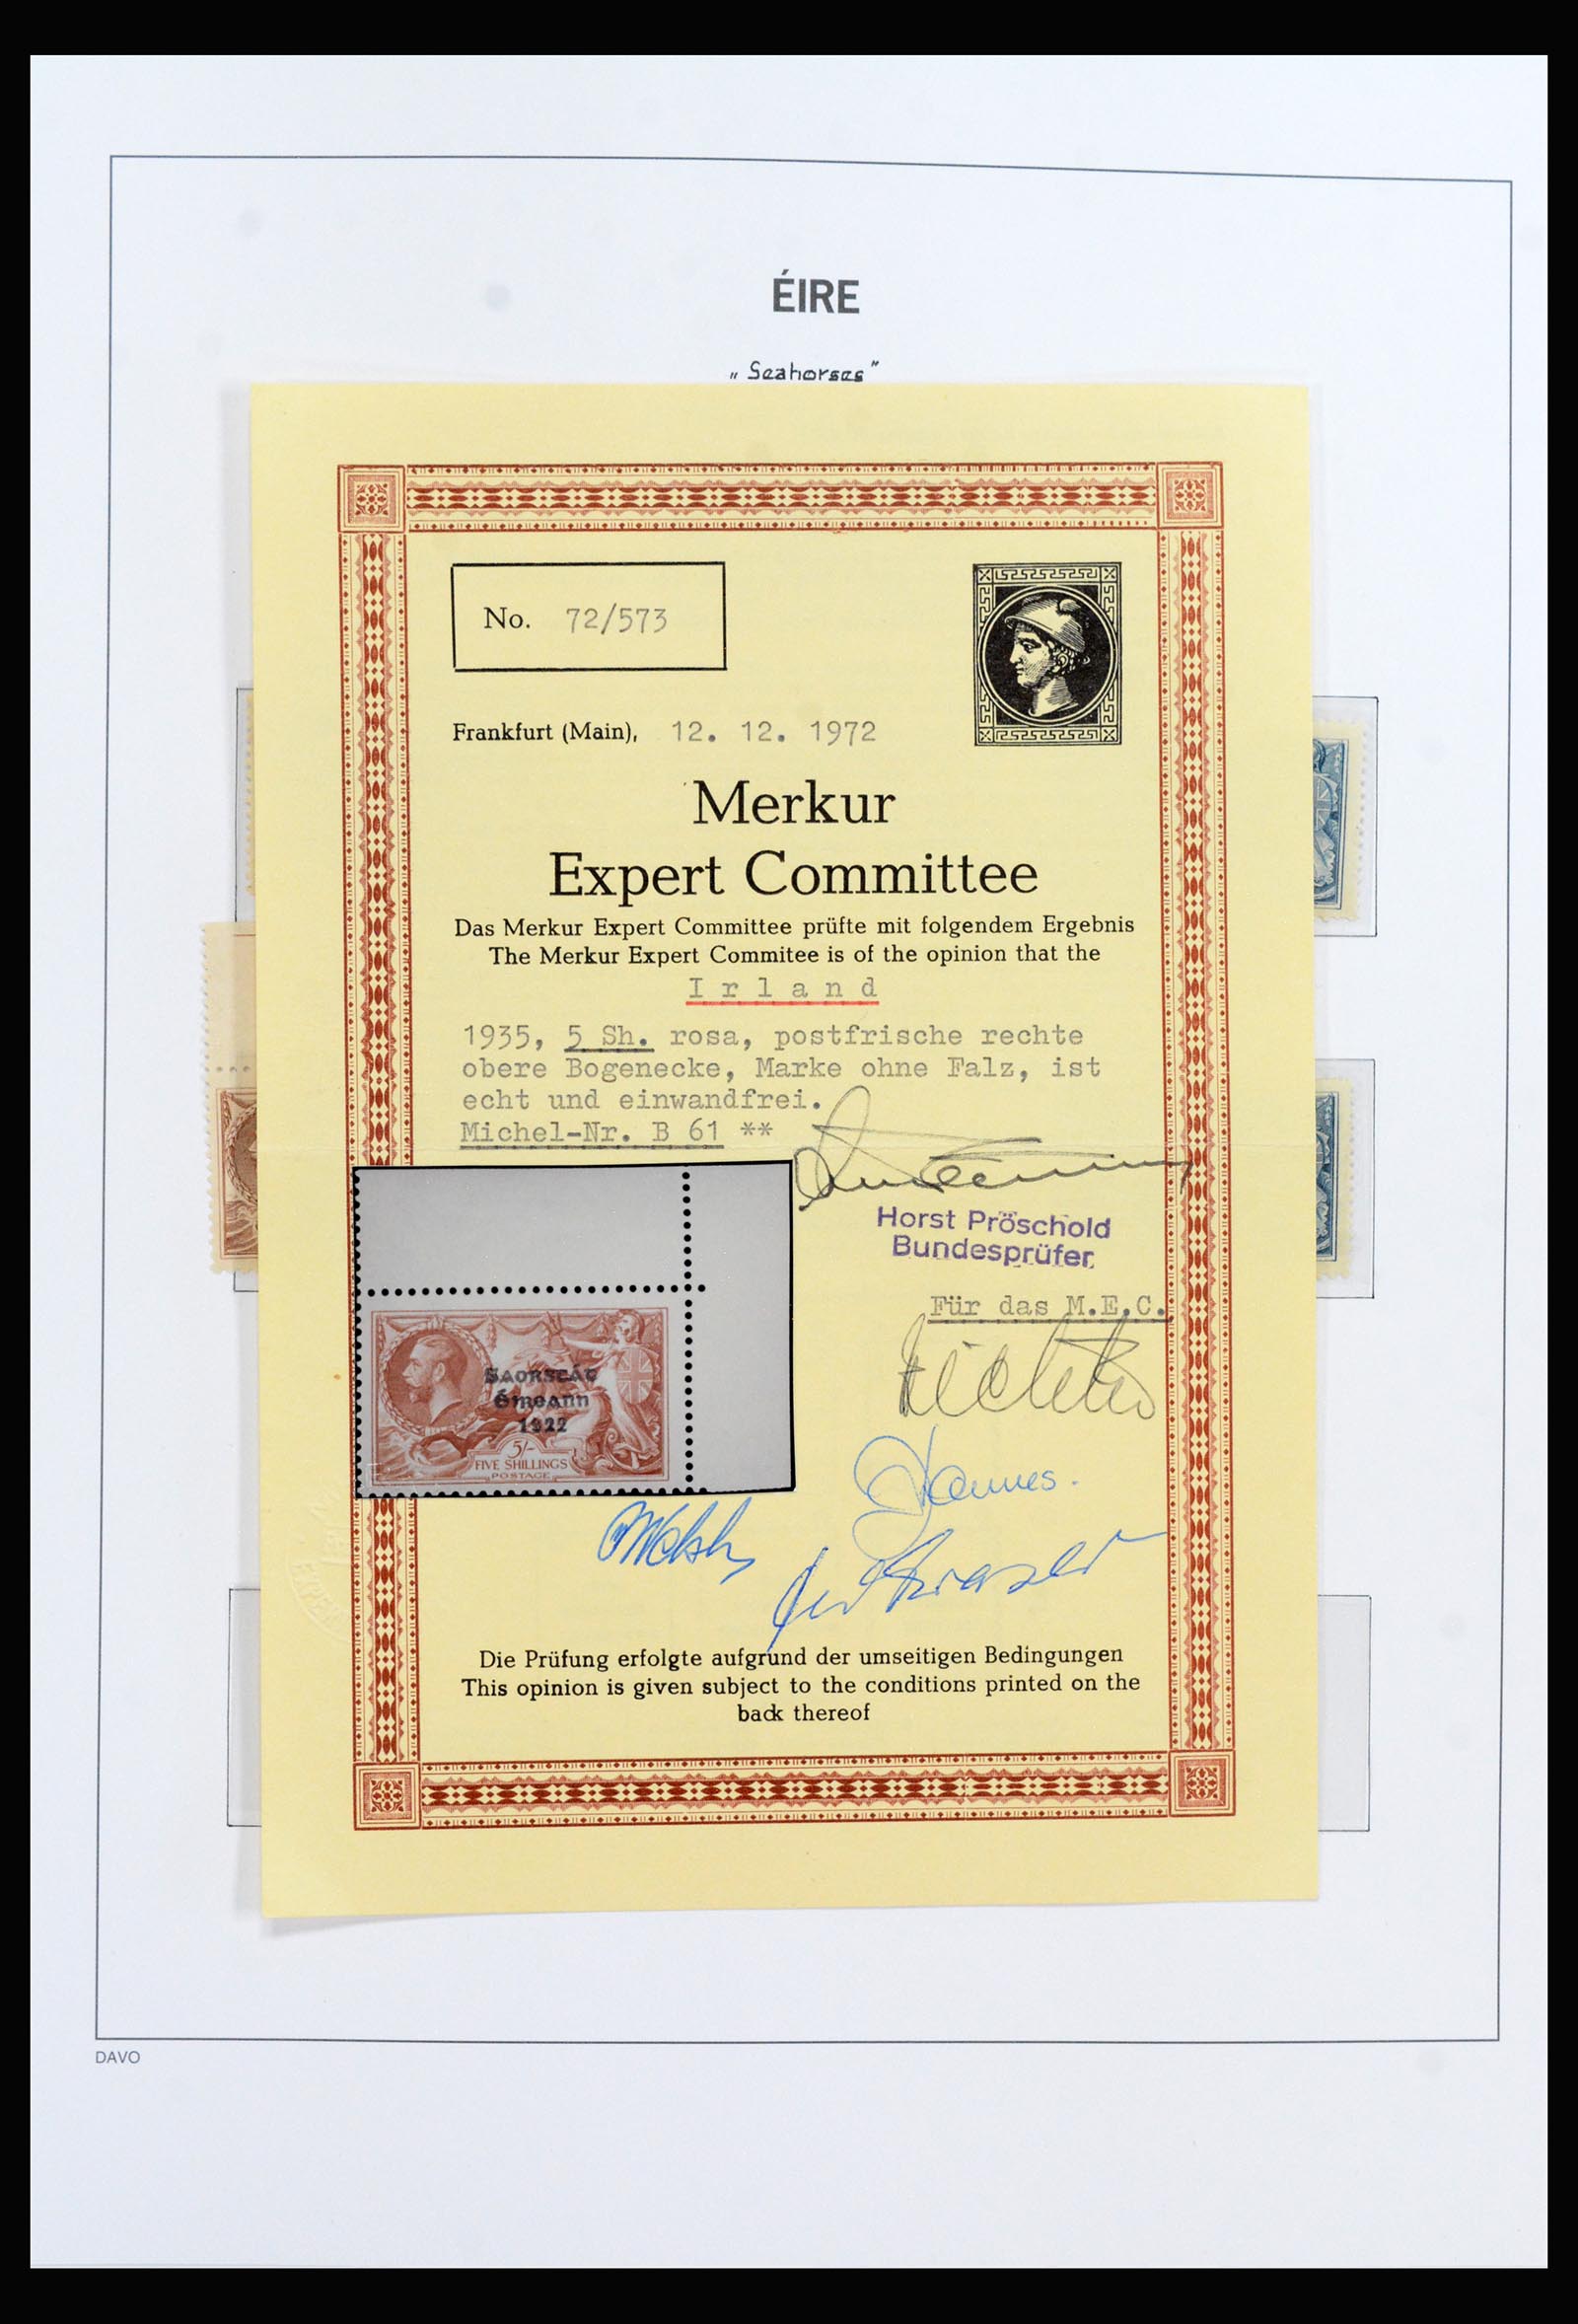 ÉIRE
„Seahorses"
No. 72/573
Frankfurt (Main), 12. 12. 1972
Merkur
Expert Committee
Das Merkur Expert Committee prüfte mit folgendem Ergebnis
The Merkur Expert Commitee is of the opinion that the
I r l a n d
1935, 5 Sh. rosa, postfrische rechte
obere Bogenecke, Marke ohne Falz, ist
echt und einwandfrei.
Michel-Nr. B 61 **
Horst Pröschold
Bundesprüfer
Für das M.E.C.
Saorstát
Éireann
1922
5/-
FIVE SHILLINGS
POSTAGE
Die Prüfung erfolgte aufgrund der umseitigen Bedingungen
This opinion is given subject to the conditions printed on the
back thereof
DAVO